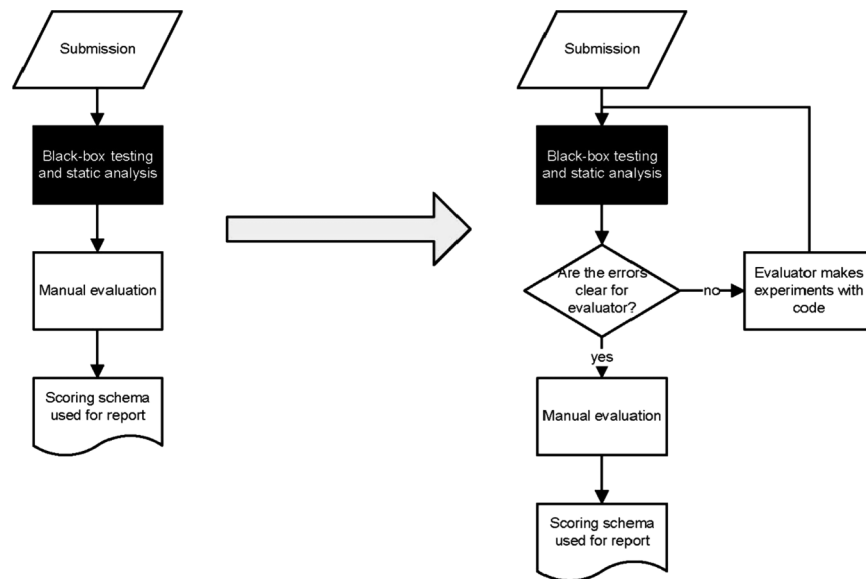 Submission
Black-box testing
and static analysis
Manual evaluation
Scoring schema
used for report
Submission
Black-box testing
and static analysis
Are the errors
clear for
evaluator?
no
Evaluator makes
experiments with
code
yes
Manual evaluation
Scoring schema
used for report